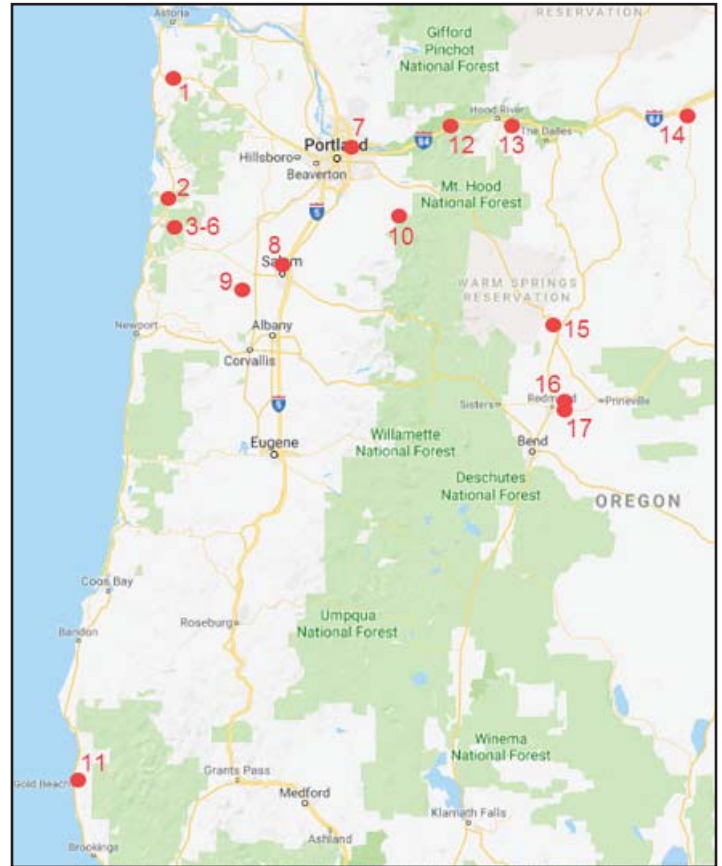 RESERVATION
Astoria
Gifford
Pinchot
National Forest
1
Hood River
7
84
14
Portland
Hillsboro
84
12
13
The Dalles
Beaverton
Mt. Hood
National Forest
2
5
3-6
10
8
Salem
WARM SPRINGS
RESERVATION
9
Newport
Albany
15
Corvallis
16
5
Sisters
Redmond
Prineville
17
Eugene
Willamette
National Forest
Bend
Deschutes
National Forest
OREGON
Coos Bay
Umpqua
National Forest
Roseburg
Bandon
Winema
National Forest
11
Gold Beach
Grants Pass
Medford
Klamath Falls
Ashland
Brookings